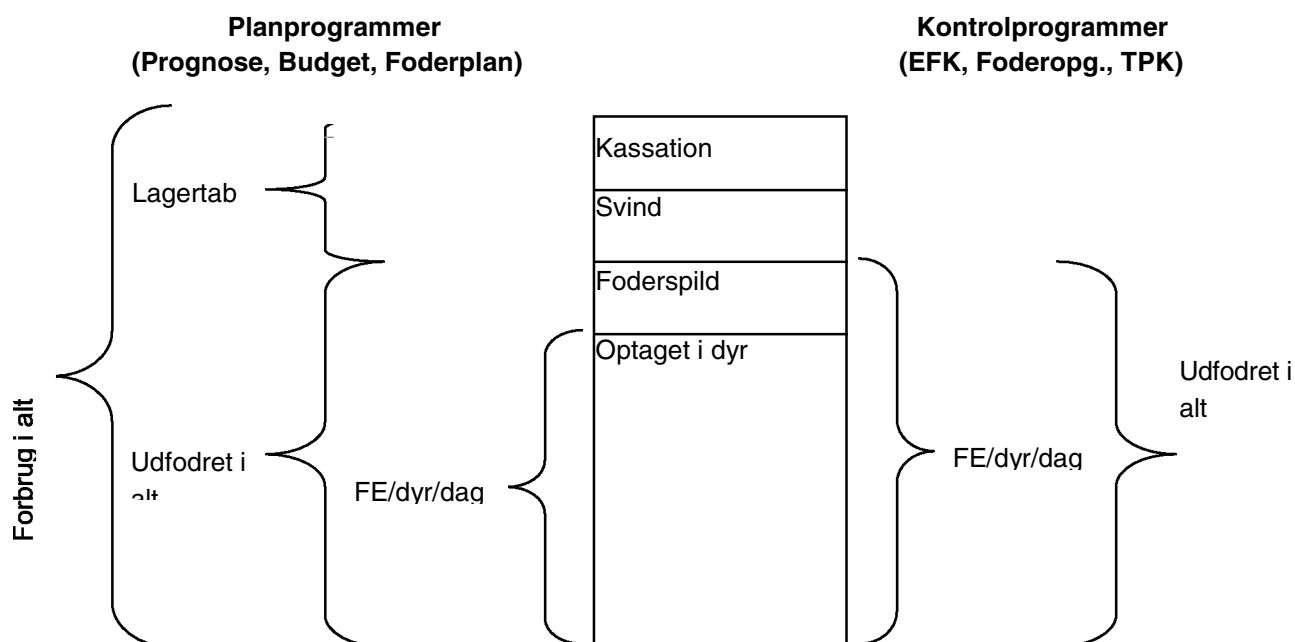 Planprogrammer
(Prognose, Budget, Foderplan)
Kontrolprogrammer
(EFK, Foderopg., TPK)
Kassation
Lagertab
Svind
Foderspild
Optaget i dyr
Udfodret i
alt
Forbrug i alt
Udfodret i
alt
FE/dyr/dag
FE/dyr/dag